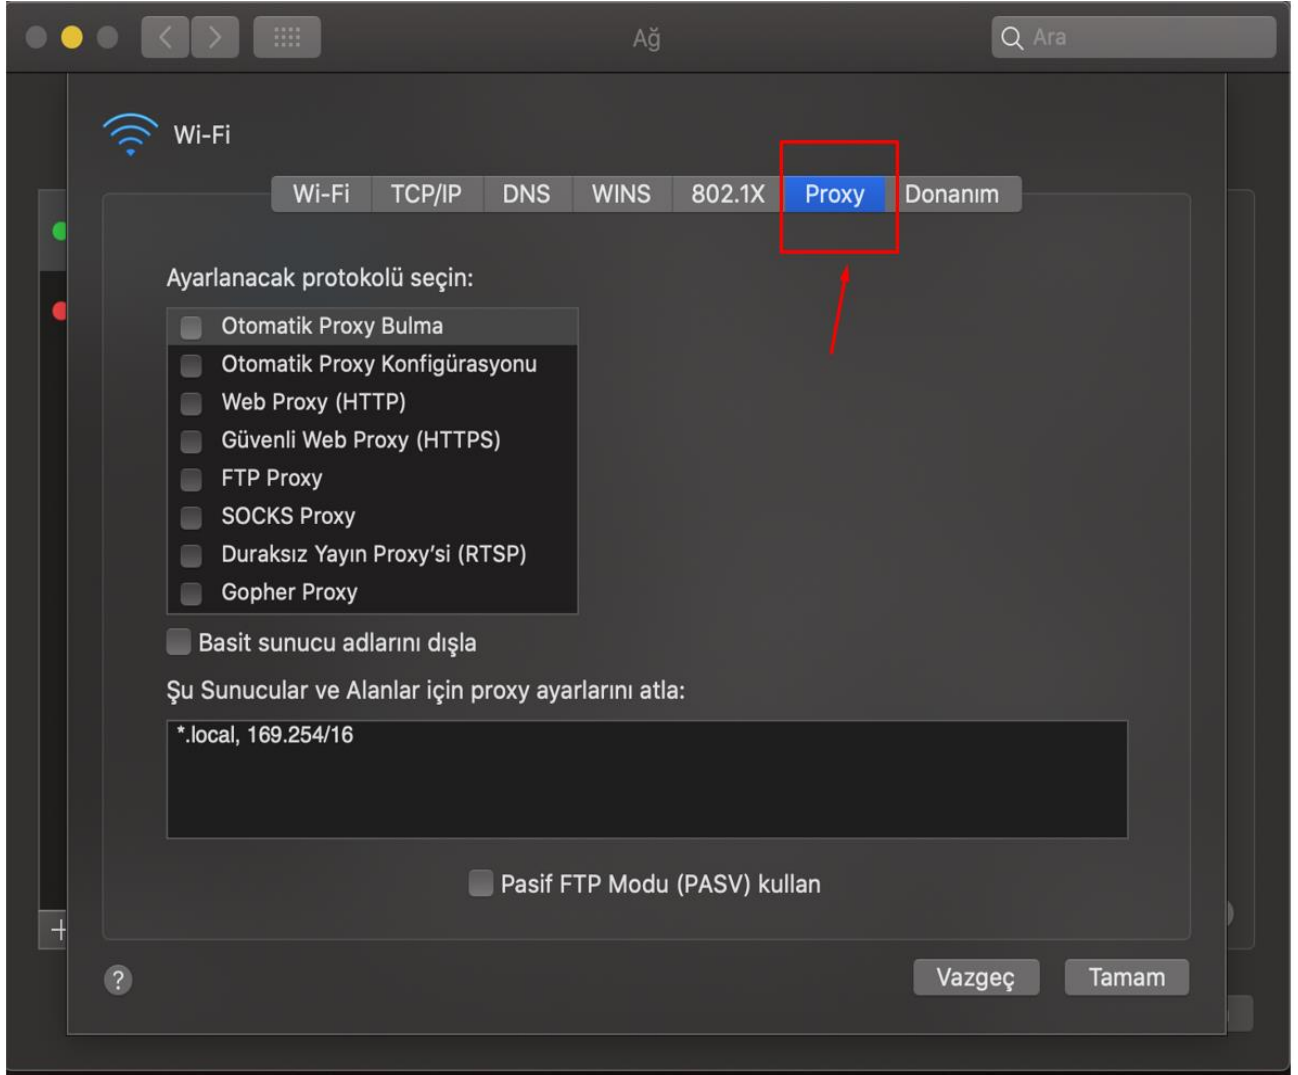 Ağ
Ara
Wi-Fi
Wi-Fi TCP/IP DNS WINS 802.1X Proxy Donanım
Ayarlanacak protokolü seçin:
Otomatik Proxy Bulma
Otomatik Proxy Konfigürasyonu
Web Proxy (HTTP)
Güvenli Web Proxy (HTTPS)
FTP Proxy
SOCKS Proxy
Duraksız Yayın Proxy’si (RTSP)
Gopher Proxy
Basit sunucu adlarını dışla
Şu Sunucular ve Alanlar için proxy ayarlarını atla:
*.local, 169.254/16
Pasif FTP Modu (PASV) kullan
+
?
Vazgeç Tamam